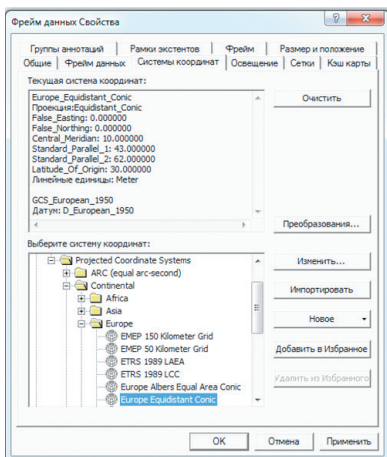 Фрейм данных Свойства
Группы аннотаций Рамки экстентов Фрейм Размер и положение
Общие Фрейм данных Системы координат Освещение Сетки Кэш карты
Текущая система координат:
Europe_Equidistant_Conic
Проекция:Equidistant_Conic
False_Easting: 0.000000
False_Northing: 0.000000
Central_Meridian: 10.000000
Standard_Parallel_1: 43.000000
Standard_Parallel_2: 62.000000
Latitude_Of_Origin: 30.000000
Линейные единицы: Meter
GCS_European_1950
Датум: D_European_1950
Очистить
Преобразования...
Выберите систему координат:
Projected Coordinate Systems
ARC (equal arc-second)
Continental
Africa
Asia
Europe
EMEP 150 Kilometer Grid
EMEP 50 Kilometer Grid
ETRS 1989 LAEA
ETRS 1989 LCC
Europe Albers Equal Area Conic
Europe Equidistant Conic
Изменить...
Импортировать
Новое
Добавить в Избранное
Удалить из Избранного
OK Отмена Применить